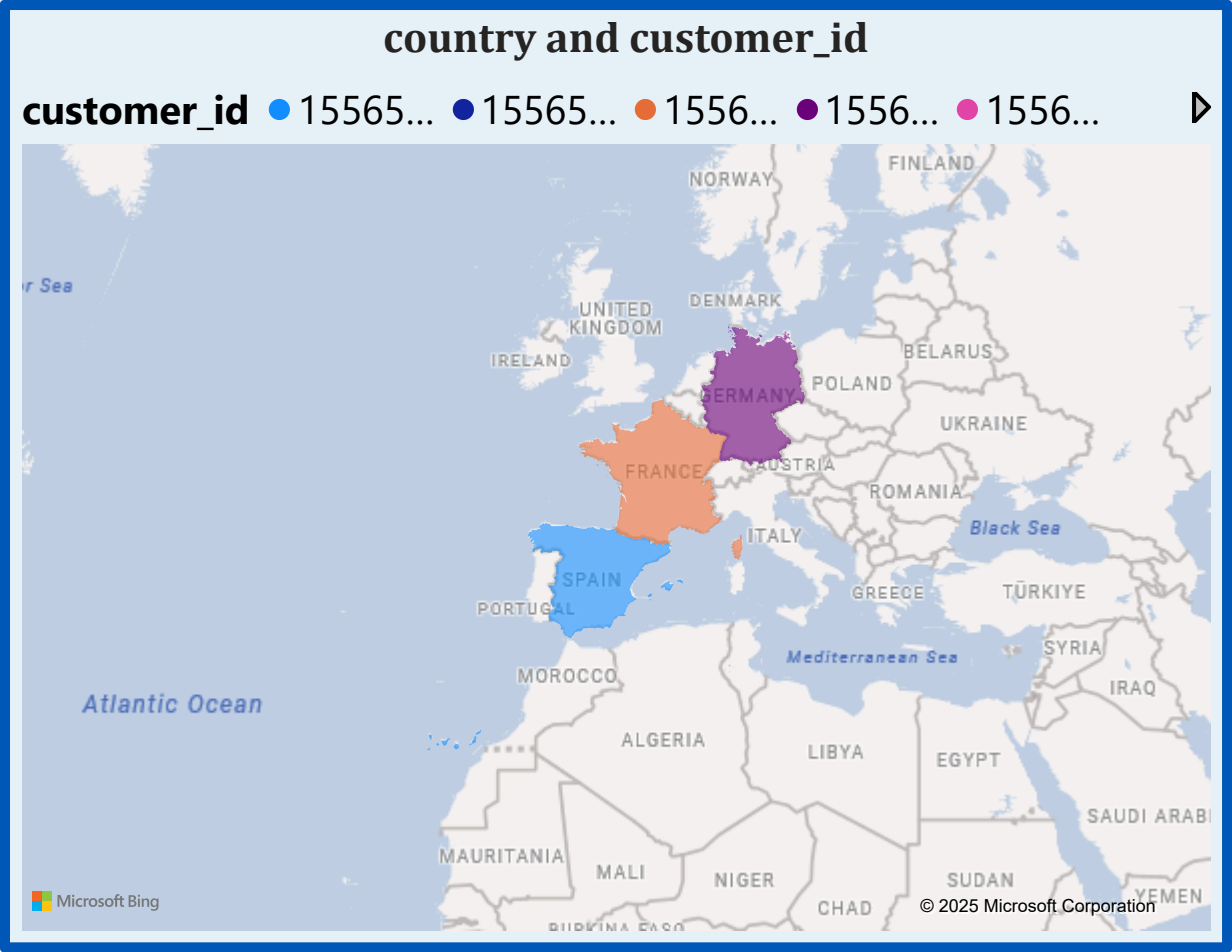 country and customer_id
customer_id 15565... 15565... 1556... 1556... 1556...
FINLAND
NORWAY
r Sea
DENMARK
UNITED
KINGDOM
IRELAND
BELARUS
POLAND
GERMANY
UKRAINE
AUSTRIA
FRANCE
ROMANIA
Black Sea
ITALY
SPAIN
TÜRKIYE
GREECE
PORTUGAL
SYRIA
Mediterranean Sea
MOROCCO
IRAQ
Atlantic Ocean
ALGERIA
LIBYA
EGYPT
SAUDI ARABI
MAURITANIA
MALI
NIGER
SUDAN
YEMEN
Microsoft Bing
CHAD
© 2025 Microsoft Corporation
BURKINA FASO